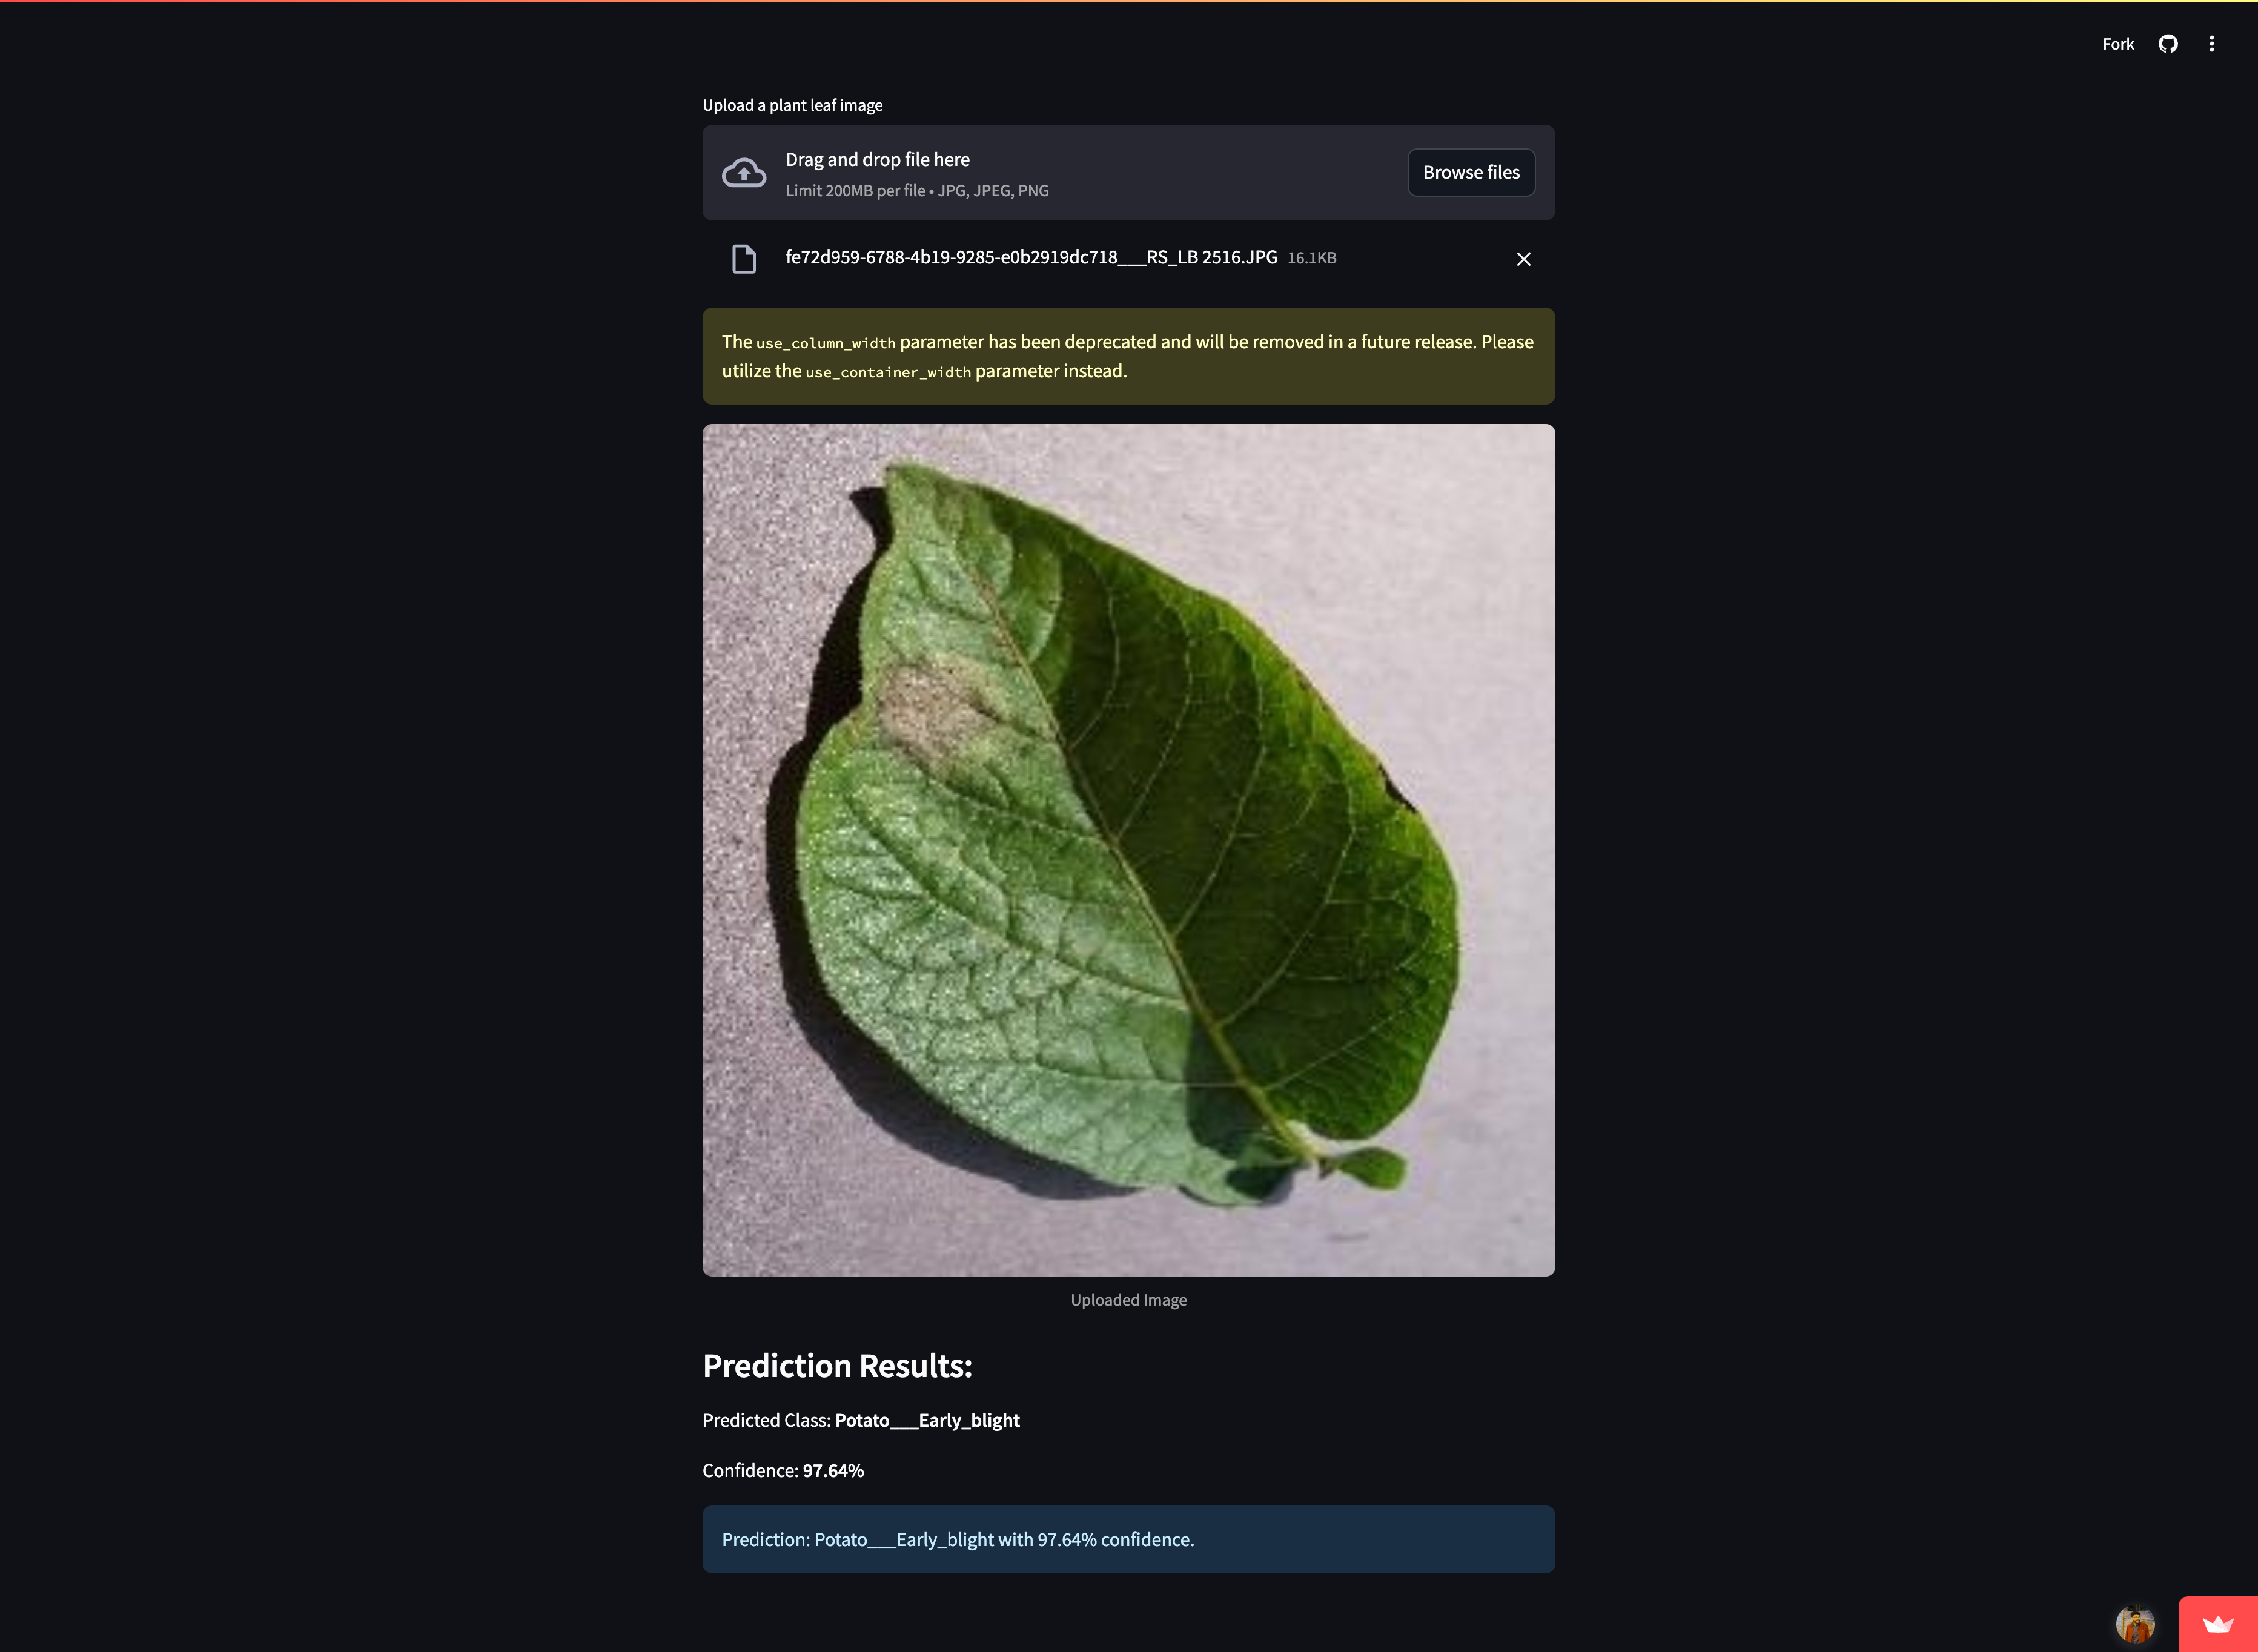 Fork
Upload a plant leaf image
Drag and drop file here
Limit 200MB per file • JPG, JPEG, PNG
Browse files
fe72d959-6788-4b19-9285-e0b2919dc718___RS_LB 2516.JPG 16.1KB
The use_column_width parameter has been deprecated and will be removed in a future release. Please
utilize the use_container_width parameter instead.
Uploaded Image
Prediction Results:
Predicted Class: Potato___Early_blight
Confidence: 97.64%
Prediction: Potato___Early_blight with 97.64% confidence.